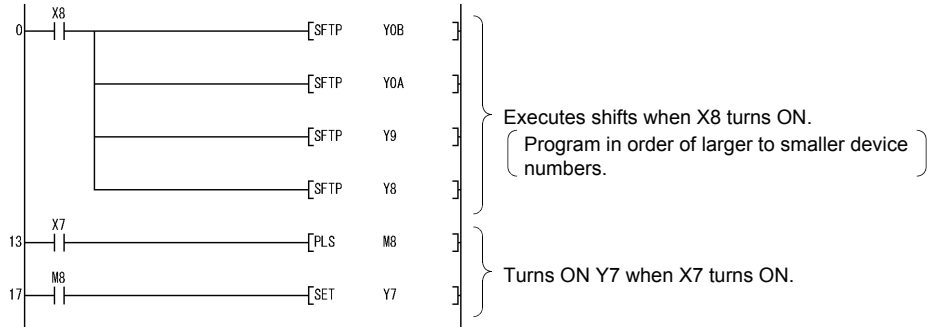 X8
0 [SFTP Y0B ]
[SFTP Y0A ]
Executes shifts when X8 turns ON.
[SFTP Y9 ]
Program in order of larger to smaller device
numbers.
[SFTP Y8 ]
X7
13 [PLS M8 ]
Turns ON Y7 when X7 turns ON.
M8
17 [SET Y7 ]